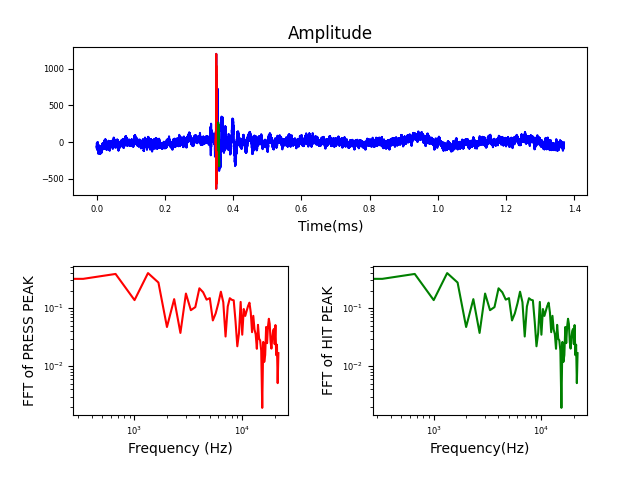 Amplitude
1000
500
0
−500
0.0 0.2 0.4 0.6 0.8 1.0 1.2 1.4
Time(ms)
FFT of PRESS PEAK
10⁻¹
10⁻²
10³ 10⁴
Frequency (Hz)
FFT of HIT PEAK
10⁻¹
10⁻²
10³ 10⁴
Frequency(Hz)